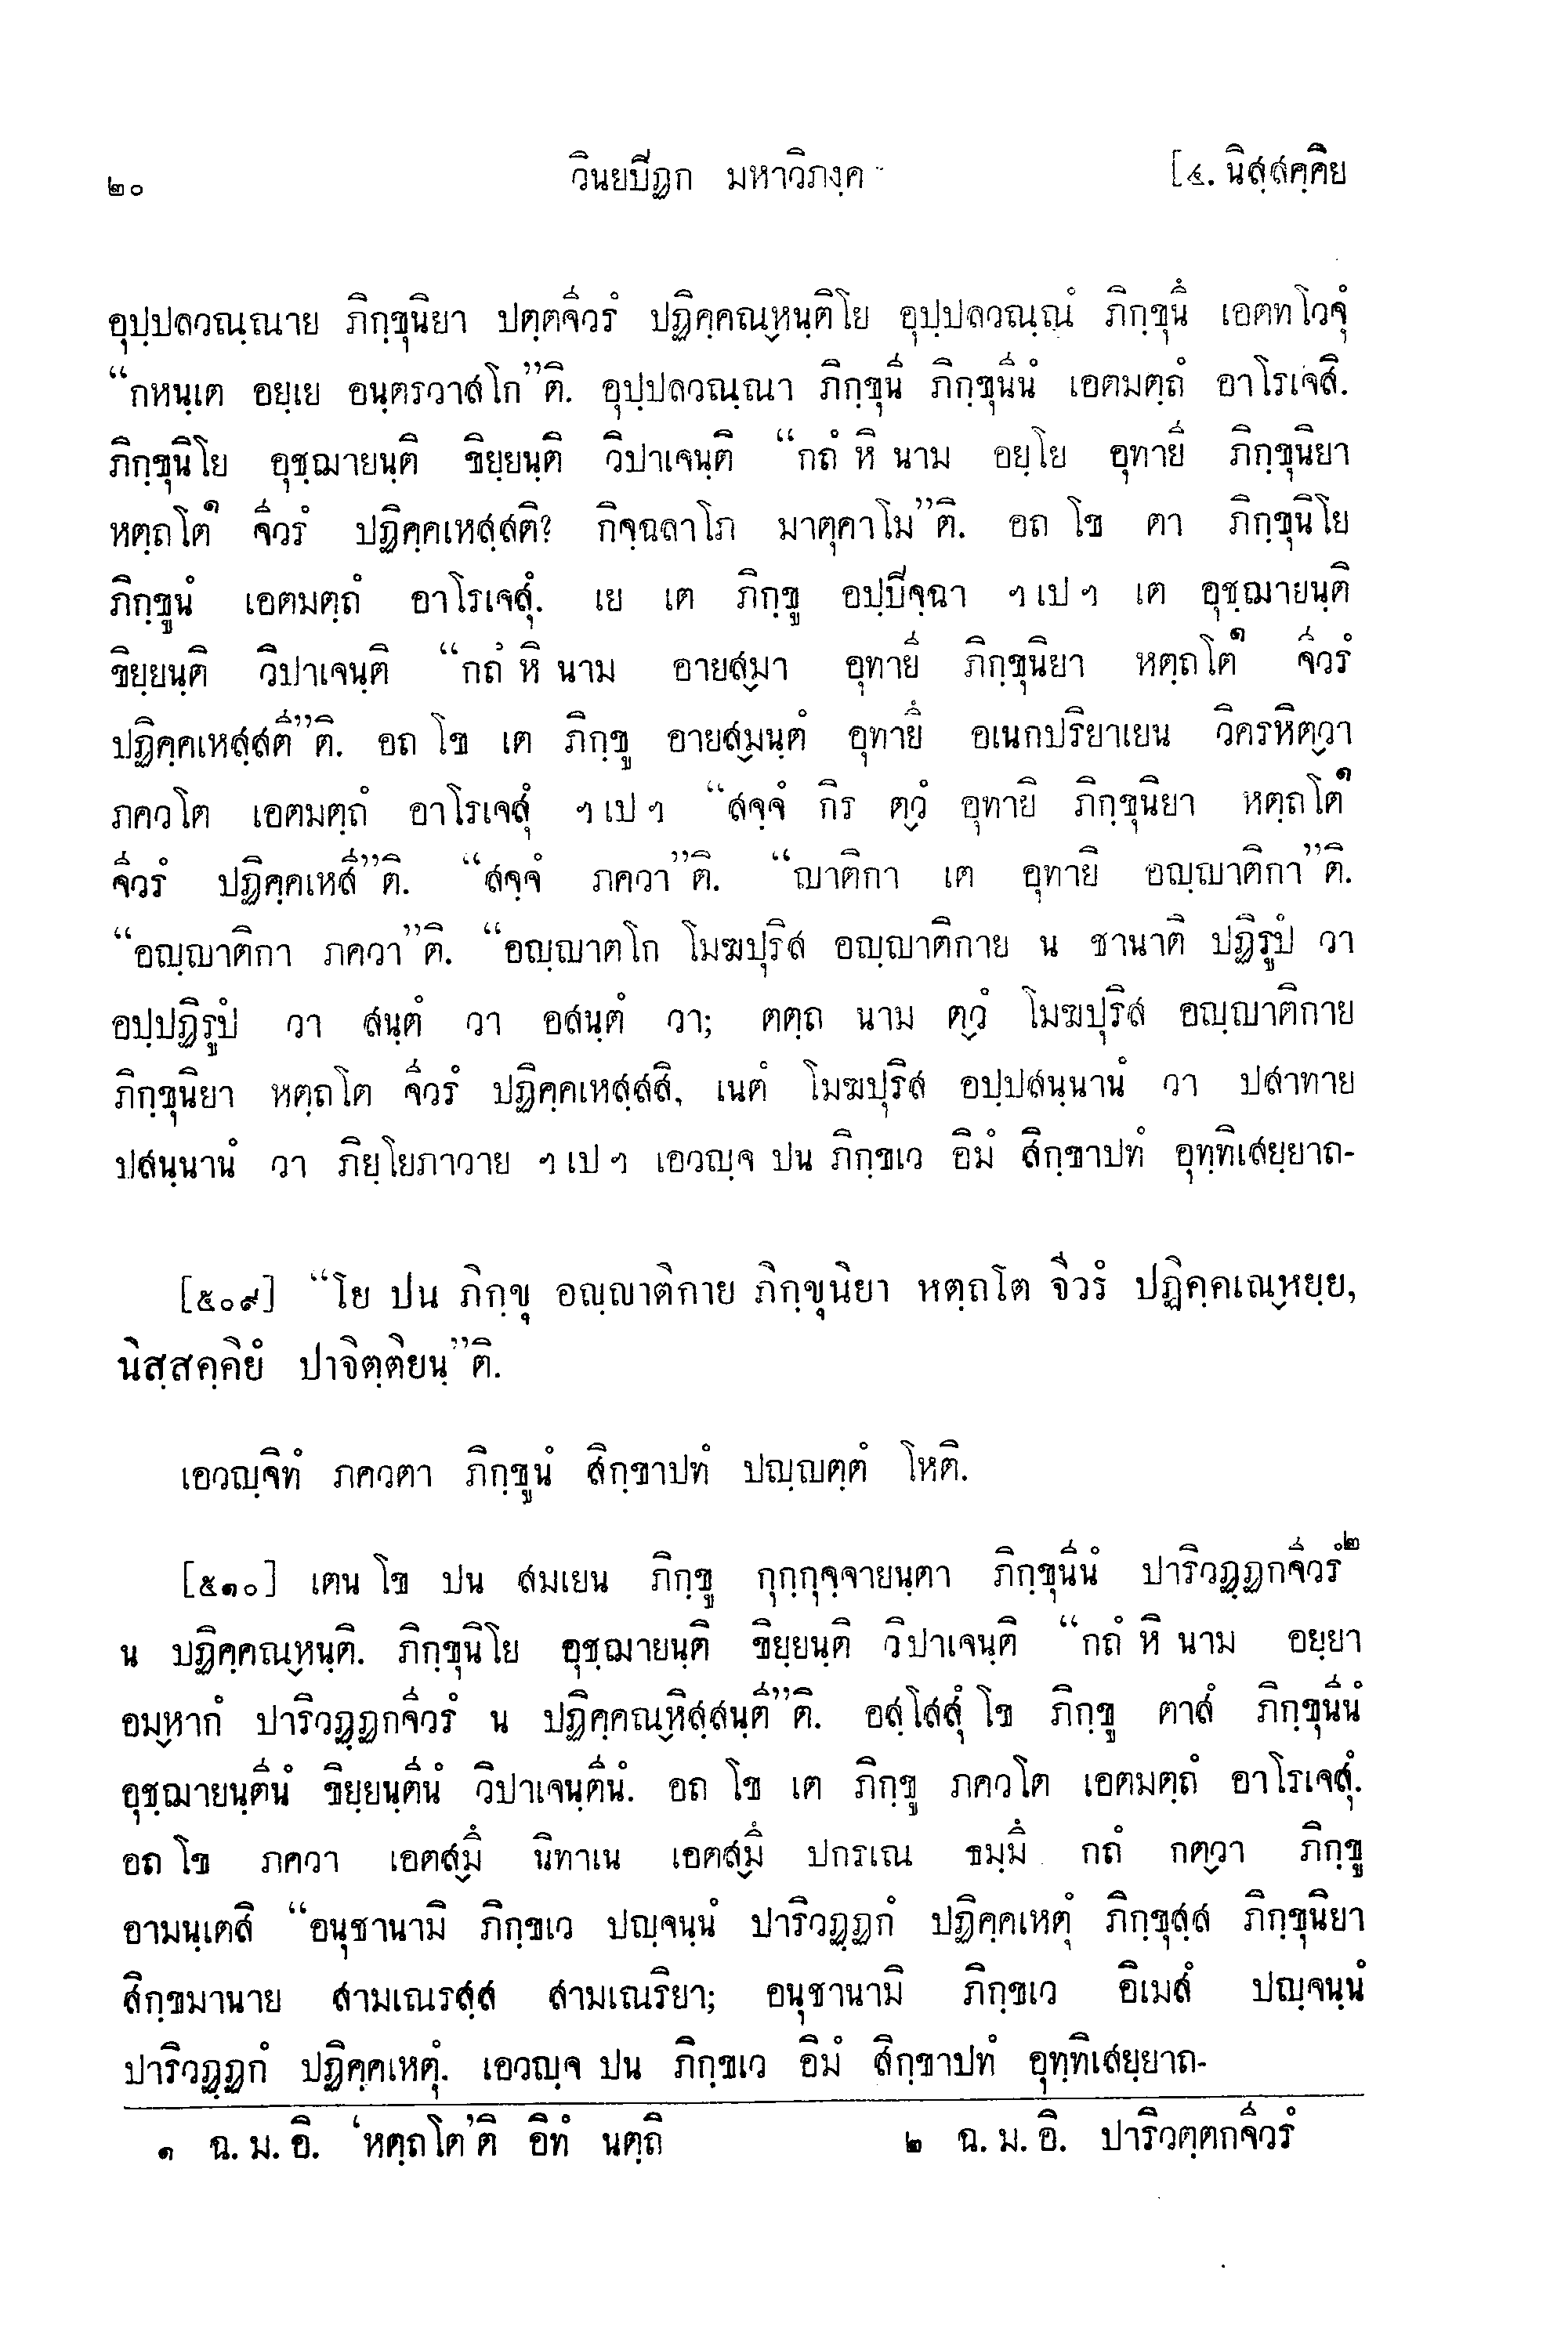 ๒๐ วินยปิฏก มหาวิภงฺค [๔. นิสฺสคฺคิย
อุปฺปลวณฺณาย ภิกฺขุนิยา ปตฺตจีวรํ ปฏิคฺคณฺหนฺติโย อุปฺปลวณฺณํ ภิกฺขุนึ เอตทโวจุํ
“กหนฺเต อยฺเย อนฺตรวาสโก”ติ. อุปฺปลวณฺณา ภิกฺขุนี ภิกฺขุนีนํ เอตมตฺถํ อาโรเจสิ.
ภิกฺขุนิโย อุชฺฌายนฺติ ขิยฺยนฺติ วิปาเจนฺติ “กถํ หิ นาม อยฺโย อุทายี ภิกฺขุนิยา
หตฺถโต๑ จีวรํ ปฏิคฺคเหสฺสติ? กิจฺฉลาโภ มาตุคาโม”ติ. อถ โข ตา ภิกฺขุนิโย
ภิกฺขูนํ เอตมตฺถํ อาโรเจสุํ. เย เต ภิกฺขู อปฺปิจฺฉา ฯเปฯ เต อุชฺฌายนฺติ
ขิยฺยนฺติ วิปาเจนฺติ “กถํ หิ นาม อายสฺมา อุทายี ภิกฺขุนิยา หตฺถโต๑ จีวรํ
ปฏิคฺคเหสฺสตี”ติ. อถ โข เต ภิกฺขู อายสฺมนฺตํ อุทายึ อเนกปริยาเยน วิครหิตฺวา
ภควโต เอตมตฺถํ อาโรเจสุํ ฯเปฯ “สจฺจํ กิร ตฺวํ อุทายิ ภิกฺขุนิยา หตฺถโต๑
จีวรํ ปฏิคฺคเหสี”ติ. “สจฺจํ ภควา”ติ. “ญาติกา เต อุทายิ อญฺญาติกา”ติ.
“อญฺญาติกา ภควา”ติ. “อญฺญาตโก โมฆปุริส อญฺญาติกาย น ชานาติ ปฏิรูปํ วา
อปฺปฏิรูปํ วา สนฺตํ วา อสนฺตํ วา; ตตฺถ นาม ตฺวํ โมฆปุริส อญฺญาติกาย
ภิกฺขุนิยา หตฺถโต จีวรํ ปฏิคฺคเหสฺสสิ, เนตํ โมฆปุริส อปฺปสนฺนานํ วา ปสาทาย
ปสนฺนานํ วา ภิยฺโยภาวาย ฯเปฯ เอวญฺจ ปน ภิกฺขเว อิมํ สิกฺขาปทํ อุทฺทิเสยฺยาถ-
[๕๐๙] “โย ปน ภิกฺขุ อญฺญาติกาย ภิกฺขุนิยา หตฺถโต จีวรํ ปฏิคฺคเณฺหยฺย,
นิสฺสคฺคิยํ ปาจิตฺติยนฺ”ติ.
เอวญฺจิทํ ภควตา ภิกฺขูนํ สิกฺขาปทํ ปญฺญตฺตํ โหติ.
[๕๑๐] เตน โข ปน สมเยน ภิกฺขู กุกฺกุจฺจายนฺตา ภิกฺขุนีนํ ปาริวฏฺฏกจีวรํ๒
น ปฏิคฺคณฺหนฺติ. ภิกฺขุนิโย อุชฺฌายนฺติ ขิยฺยนฺติ วิปาเจนฺติ “กถํ หิ นาม อยฺยา
อมฺหากํ ปาริวฏฺฏกจีวรํ น ปฏิคฺคณฺหิสฺสนฺตี”ติ. อสฺโสสุํ โข ภิกฺขู ตาสํ ภิกฺขุนีนํ
อุชฺฌายนฺตีนํ ขิยฺยนฺตีนํ วิปาเจนฺตีนํ. อถ โข เต ภิกฺขู ภควโต เอตมตฺถํ อาโรเจสุํ.
อถ โข ภควา เอตสฺมึ นิทาเน เอตสฺมึ ปกรเณ ธมฺมึ กถํ กตฺวา ภิกฺขู
อามนฺเตสิ “อนุชานามิ ภิกฺขเว ปญฺจนฺนํ ปาริวฏฺฏกํ ปฏิคฺคเหตุํ ภิกฺขุสฺส ภิกฺขุนิยา
สิกฺขมานาย สามเณรสฺส สามเณริยา; อนุชานามิ ภิกฺขเว อิเมสํ ปญฺจนฺนํ
ปาริวฏฺฏกํ ปฏิคฺคเหตุํ. เอวญฺจ ปน ภิกฺขเว อิมํ สิกฺขาปทํ อุทฺทิเสยฺยาถ-
๑ ฉ. ม. อิ. ‘หตฺถโต’ติ อิทํ นตฺถิ ๒ ฉ. ม. อิ. ปาริวตฺตกจีวรํ